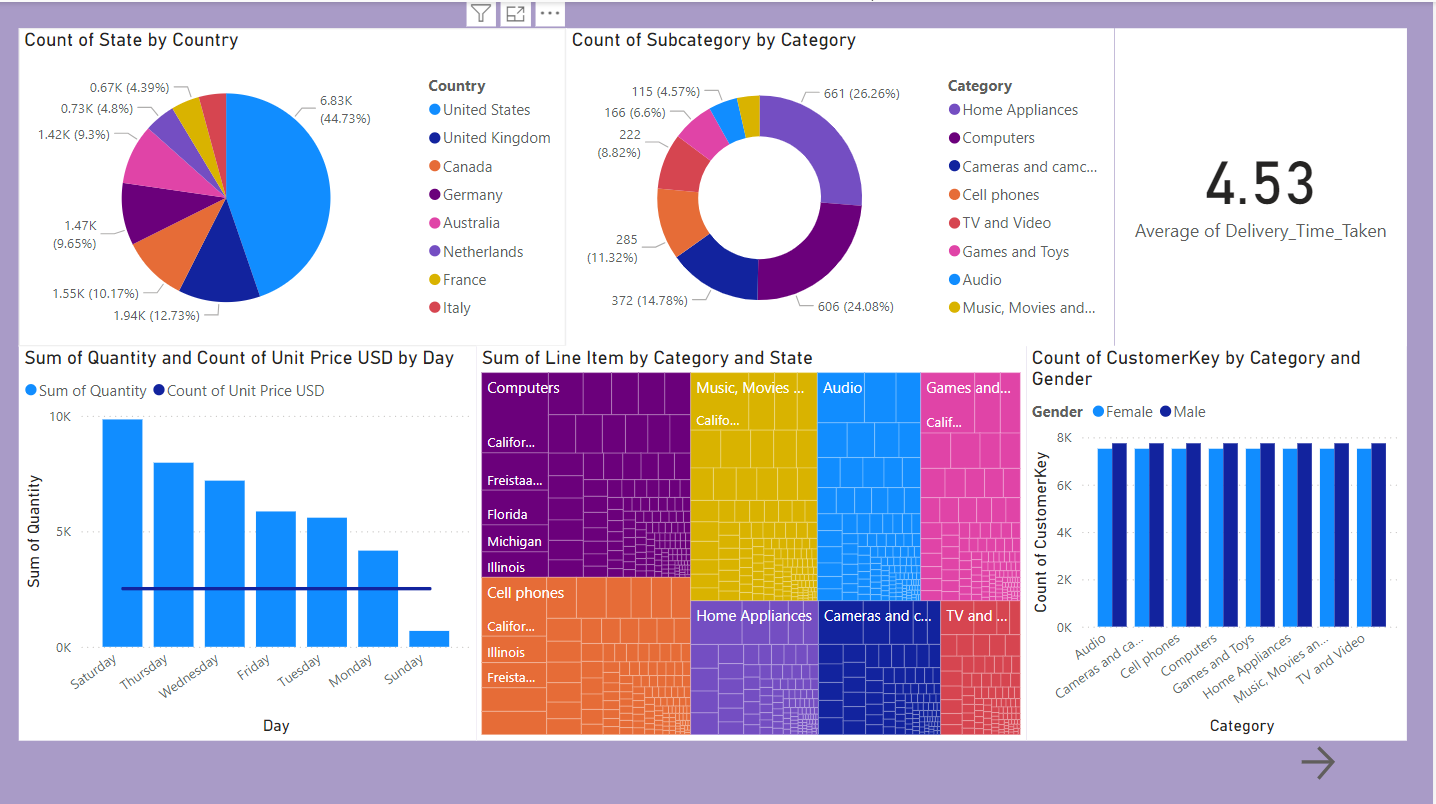 Count of State by Country
0.67K (4.39%)
0.73K (4.8%)
1.42K (9.3%)
1.47K
(9.65%)
1.55K (10.17%)
1.94K (12.73%)
6.83K
(44.73%)
Country
United States
United Kingdom
Canada
Germany
Australia
Netherlands
France
Italy
Count of Subcategory by Category
115 (4.57%)
166 (6.6%)
222
(8.82%)
285
(11.32%)
372 (14.78%)
661 (26.26%)
606 (24.08%)
Category
Home Appliances
Computers
Cameras and camc...
Cell phones
TV and Video
Games and Toys
Audio
Music, Movies and...
4.53
Average of Delivery_Time_Taken
Sum of Quantity and Count of Unit Price USD by Day
Sum of Quantity
Count of Unit Price USD
10K
5K
0K
Sum of Quantity
Saturday
Thursday
Wednesday
Friday
Tuesday
Monday
Sunday
Day
Sum of Line Item by Category and State
Computers
Califor...
Freistaa...
Florida
Michigan
Illinois
Cell phones
Califor...
Illinois
Freista...
Music, Movies ...
Califo...
Audio
Games and...
Calif...
Home Appliances
Cameras and c...
TV and ...
Count of CustomerKey by Category and
Gender
Gender
Female
Male
8K
6K
4K
2K
0K
Count of CustomerKey
Audio
Cameras and ca...
Cell phones
Computers
Games and Toys
Home Appliances
Music, Movies an...
TV and Video
Category